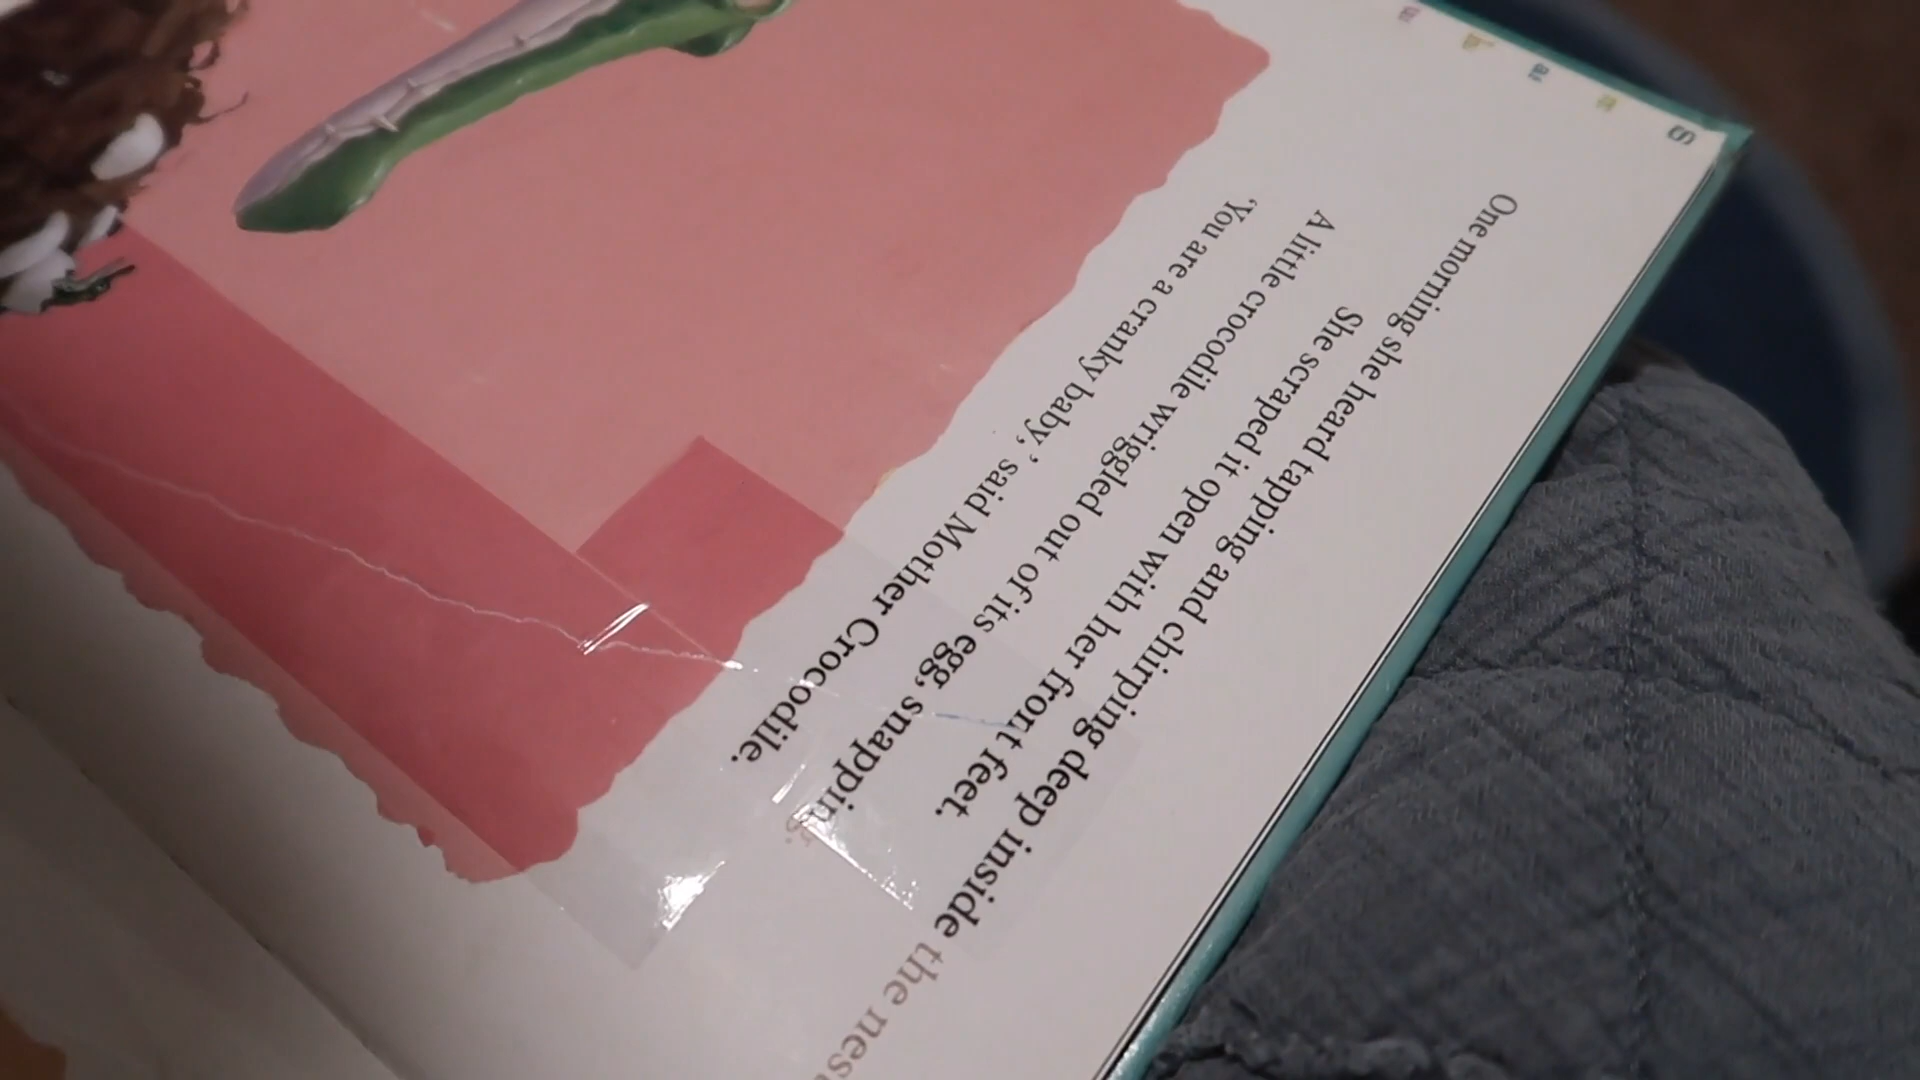 One morning she heard tapping and chirping deep inside the nest
She scraped it open with her front feet.
A little crocodile wriggled out of its egg, snapping.
‘You are a cranky baby,’ said Mother Crocodile.